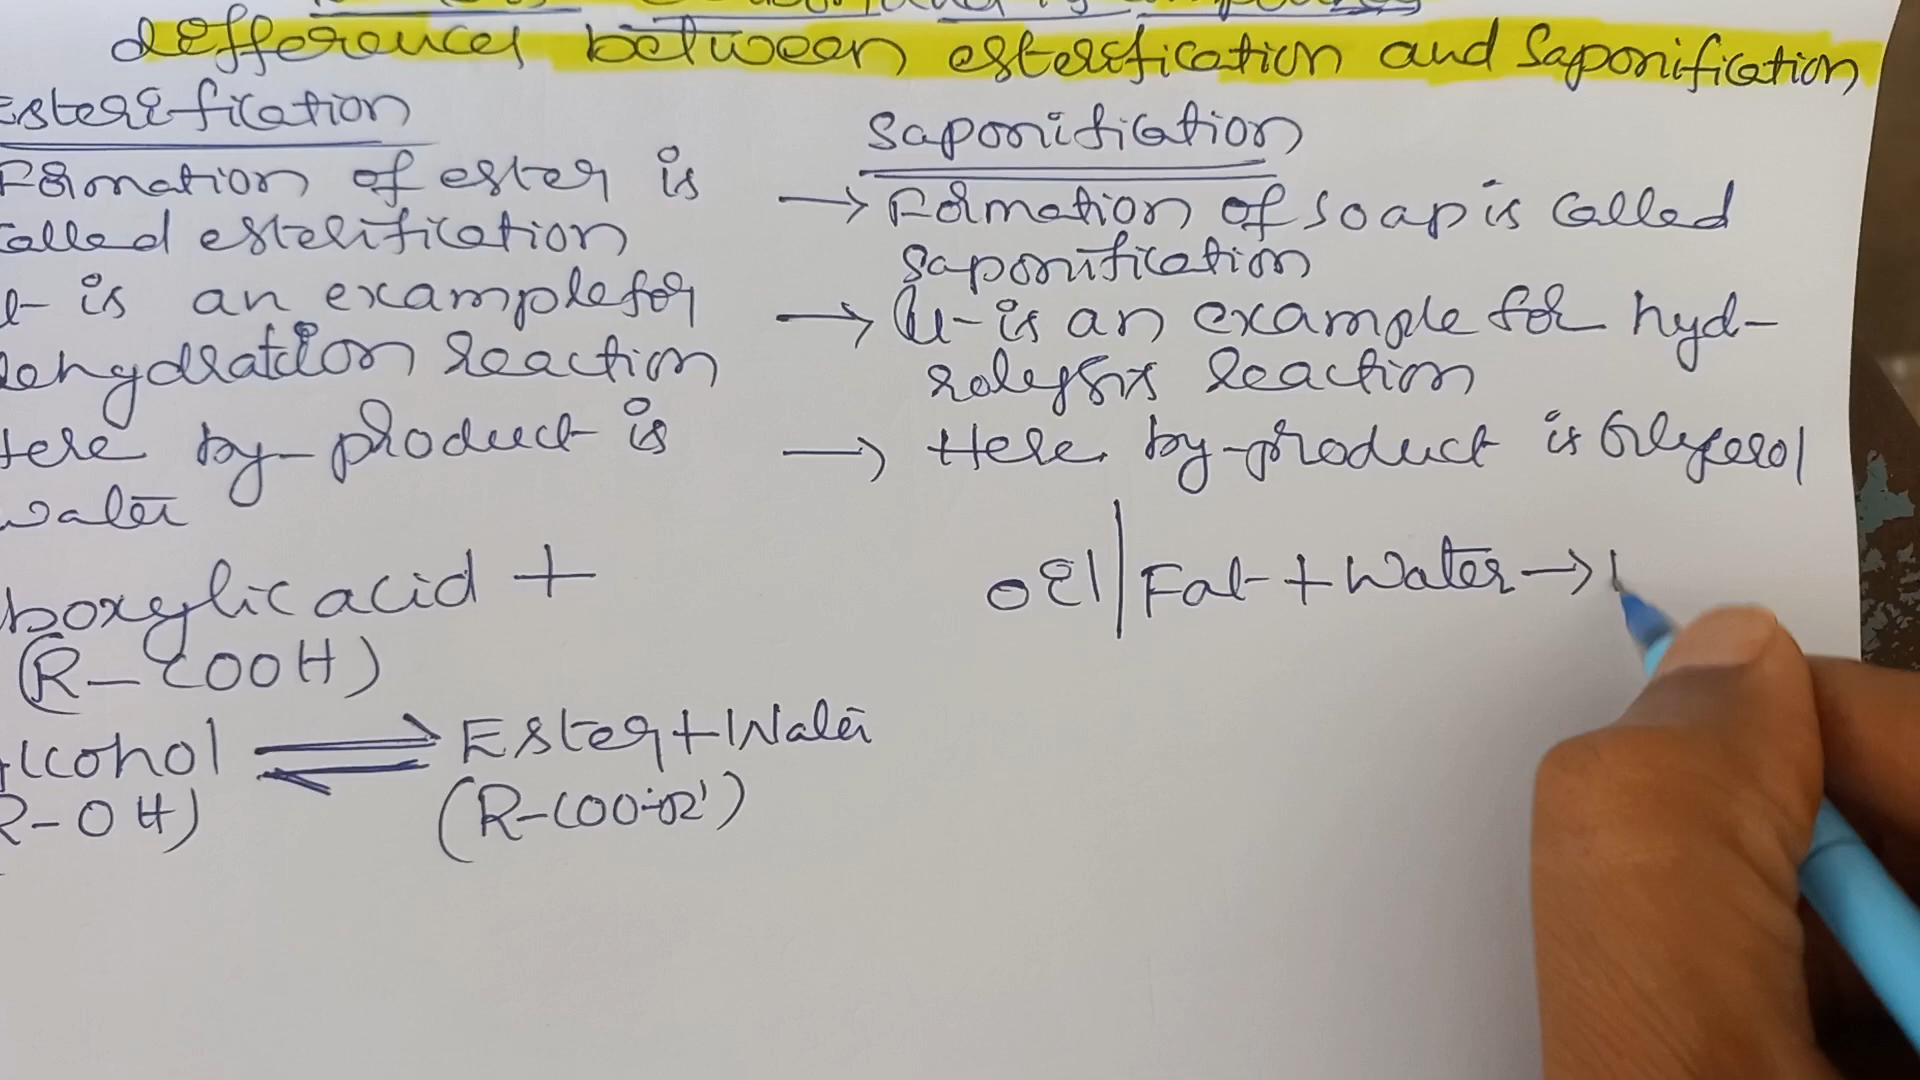 differences between esterification and Saponification
Esterification
Formation of ester is
called esterification
is an example for
dehydration reaction
Here by-product is
water
boxylic acid +
(R-COOH)
lcohol ⇌ Ester + Water
R-OH) (R-COO-R')
Saponification
→ Formation of soap is called
saponification
→ It is an example for hyd-
rolysis reaction
→ Here by-product is Glycerol
oil | Fat + Water →